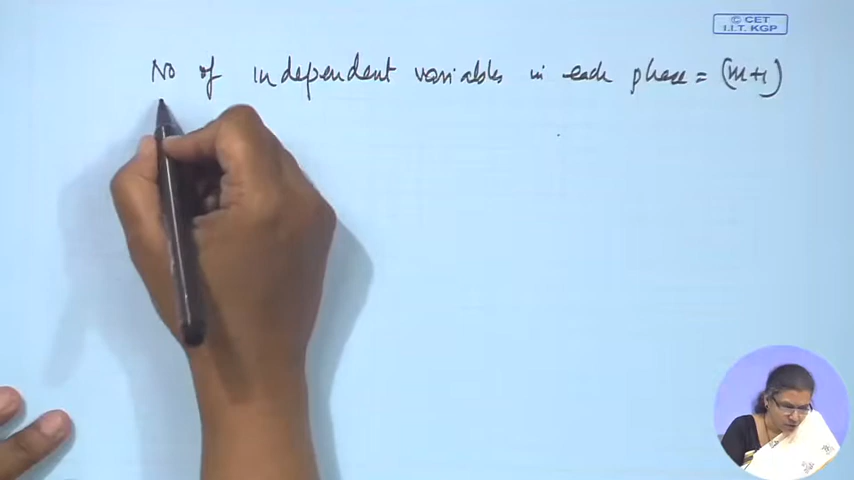 © CET
I.I.T. KGP
No of independent variables in each phase = (m+1)